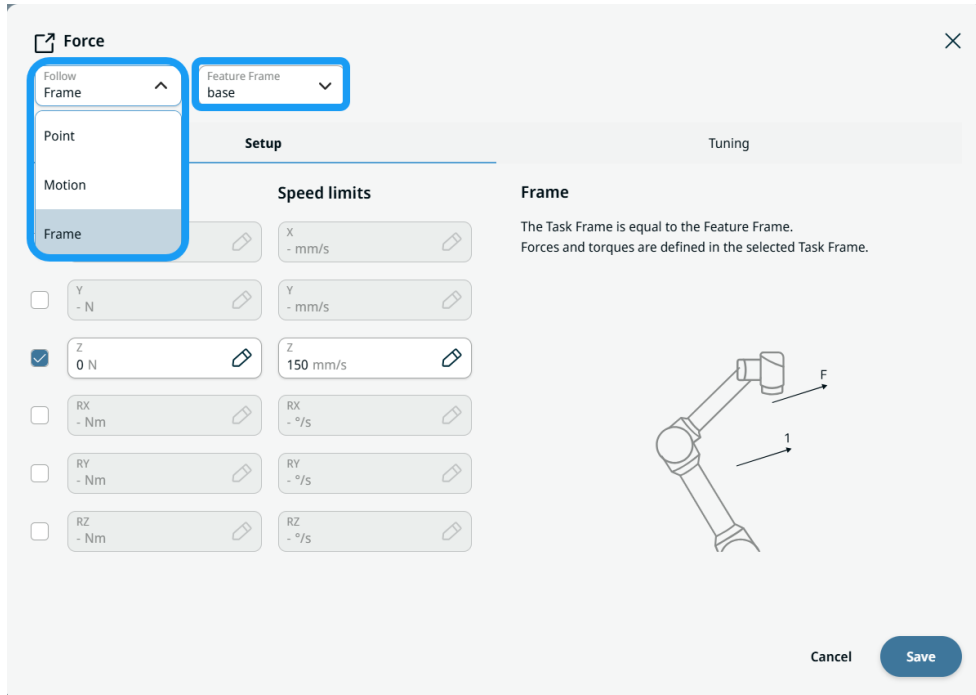 Force
Follow
Frame
Feature Frame
base
Point
Motion
Frame
Setup
Tuning
Speed limits
X
- mm/s
Y
- N
Y
- mm/s
Z
0 N
Z
150 mm/s
RX
- Nm
RX
- °/s
RY
- Nm
RY
- °/s
RZ
- Nm
RZ
- °/s
Frame
The Task Frame is equal to the Feature Frame.
Forces and torques are defined in the selected Task Frame.
F
1
Cancel
Save